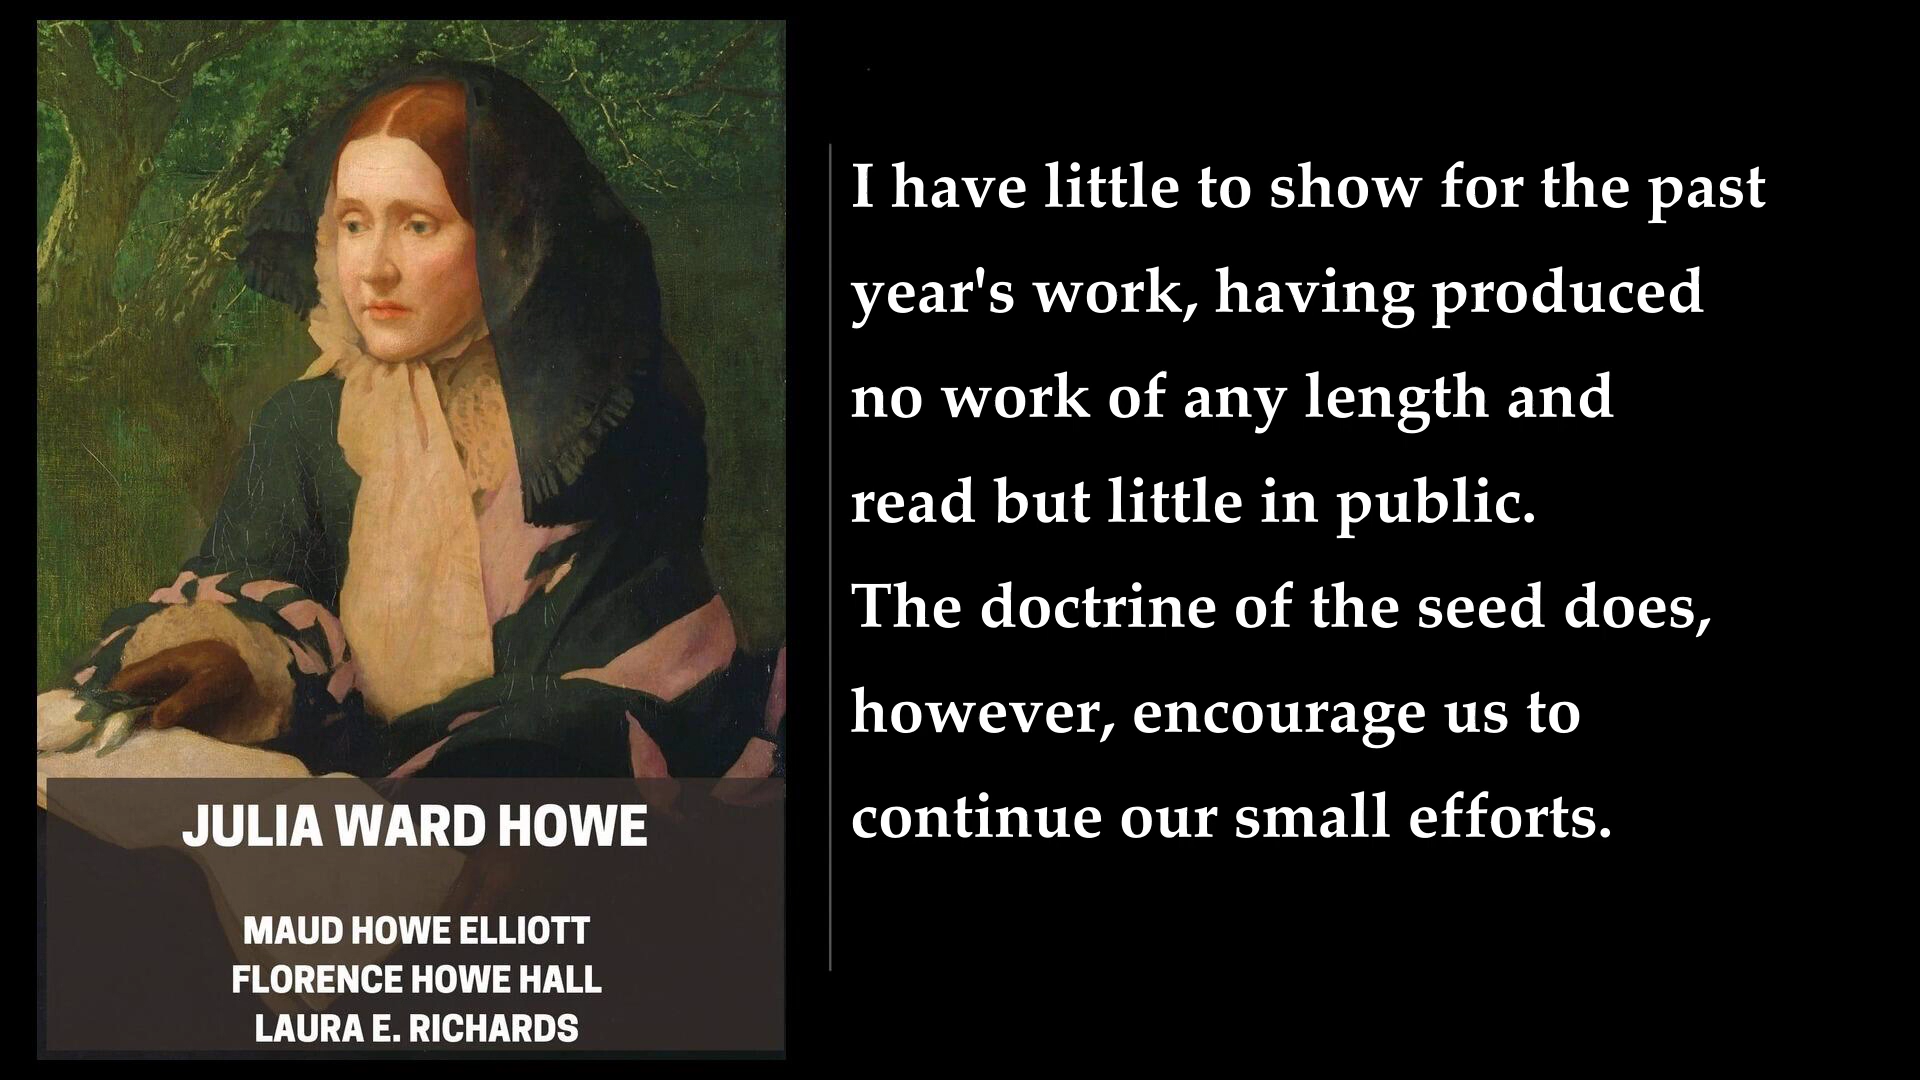 JULIA WARD HOWE
MAUD HOWE ELLIOTT
FLORENCE HOWE HALL
LAURA E. RICHARDS
I have little to show for the past
year's work, having produced
no work of any length and
read but little in public.
The doctrine of the seed does,
however, encourage us to
continue our small efforts.